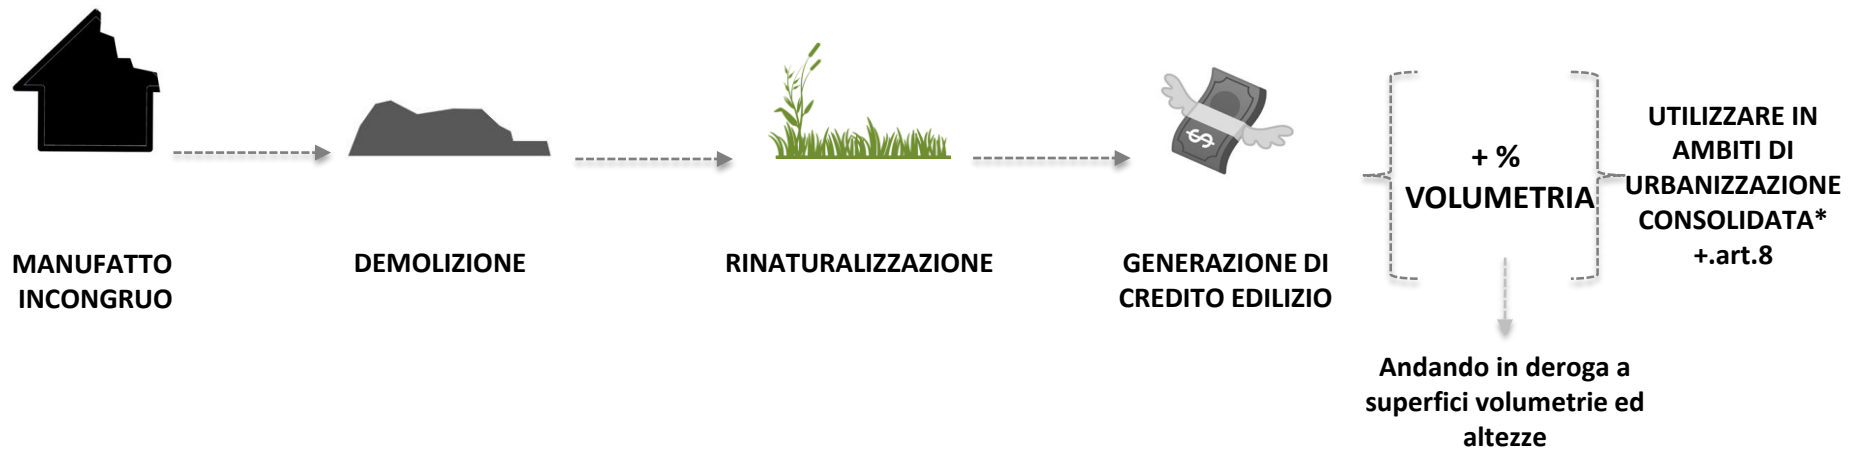 MANUFATTO
INCONGRUO
DEMOLIZIONE
RINATURALIZZAZIONE
$
GENERAZIONE DI
CREDITO EDILIZIO
+ %
VOLUMETRIA
Andando in deroga a
superfici volumetrie ed
altezze
UTILIZZARE IN
AMBITI DI
URBANIZZAZIONE
CONSOLIDATA*
+.art.8